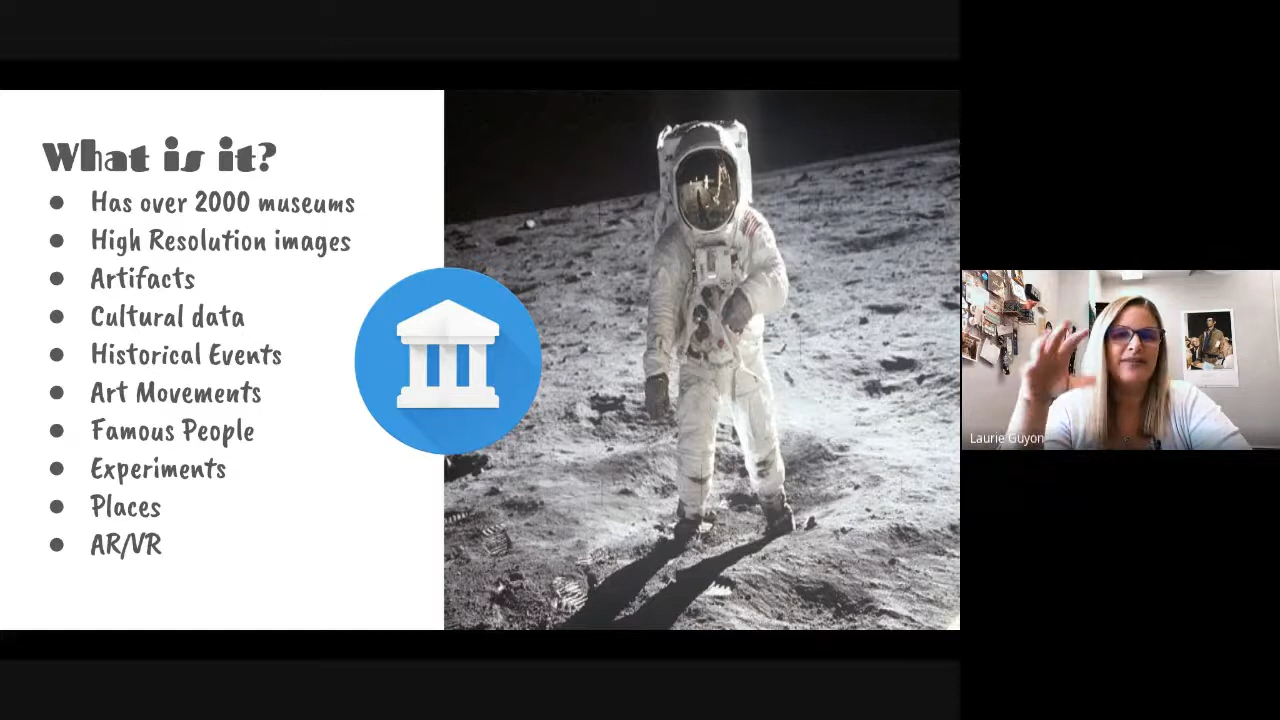 What is it?
Has over 2000 museums
High Resolution images
Artifacts
Cultural data
Historical Events
Art Movements
Famous People
Experiments
Places
AR/VR
Laurie Guyon